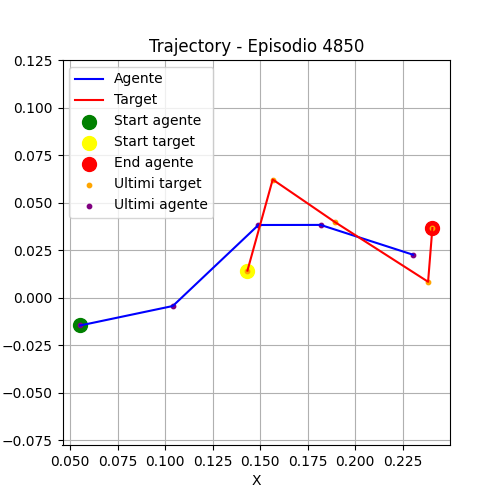 Trajectory - Episodio 4850
0.125
0.100
0.075
0.050
0.025
0.000
−0.025
−0.050
−0.075
Agente
Target
Start agente
Start target
End agente
Ultimi target
Ultimi agente
0.050 0.075 0.100 0.125 0.150 0.175 0.200 0.225
X